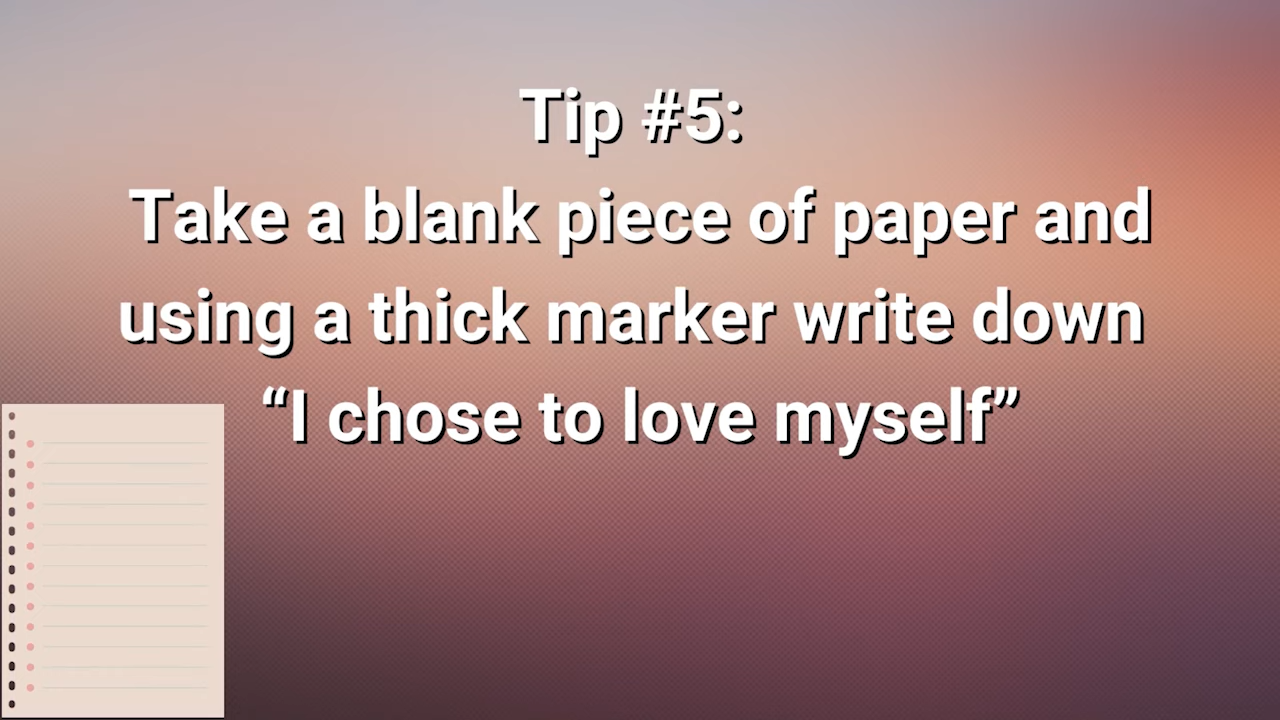 Tip #5:
Take a blank piece of paper and
using a thick marker write down
“I chose to love myself”